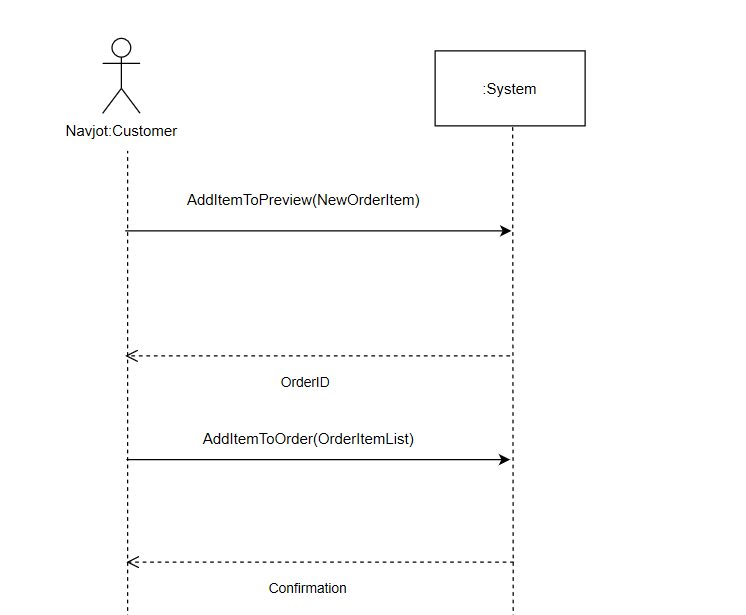 :System
Navjot:Customer
AddItemToPreview(NewOrderItem)
OrderID
AddItemToOrder(OrderItemList)
Confirmation